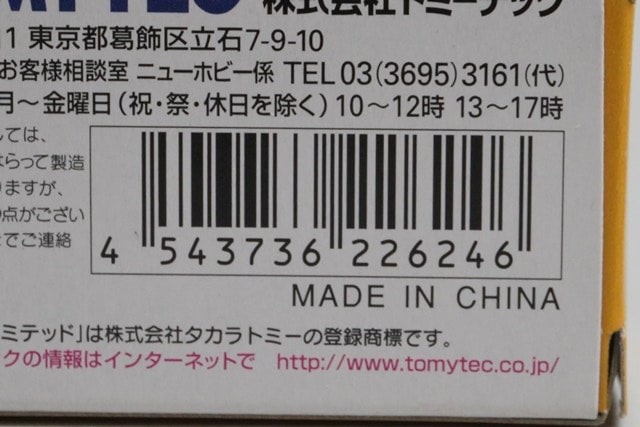 株式会社トミーテック
11 東京都葛飾区立石7-9-10
お客様相談室 ニューホビー係 TEL 03(3695)3161(代)
月～金曜日(祝・祭・休日を除く) 10～12時 13～17時
しては、
ならって製造
りますが、
点がござい
でご連絡
4 543736 226246
MADE IN CHINA
ミテッド」は株式会社タカラトミーの登録商標です。
クの情報はインターネットで http://www.tomytec.co.jp/